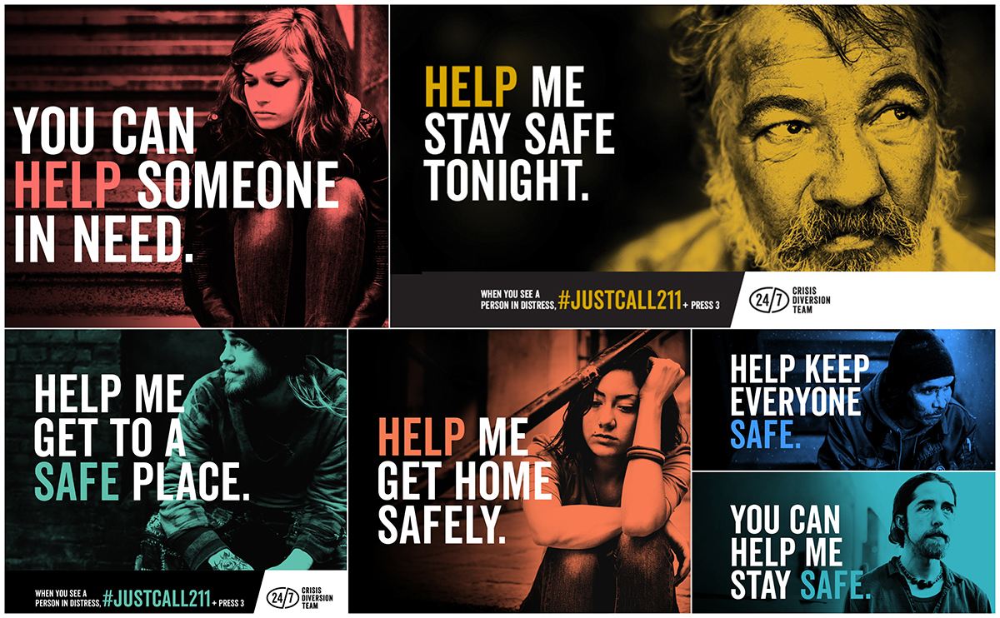 YOU CAN
HELP SOMEONE
IN NEED.
HELP ME
STAY SAFE
TONIGHT.
WHEN YOU SEE A
PERSON IN DISTRESS, #JUSTCALL211 + PRESS 3
24/7
CRISIS
DIVERSION
TEAM
HELP ME
GET TO A
SAFE PLACE.
WHEN YOU SEE A
PERSON IN DISTRESS, #JUSTCALL211 + PRESS 3
24/7
CRISIS
DIVERSION
TEAM
HELP ME
GET HOME
SAFELY.
HELP KEEP
EVERYONE
SAFE.
YOU CAN
HELP ME
STAY SAFE.